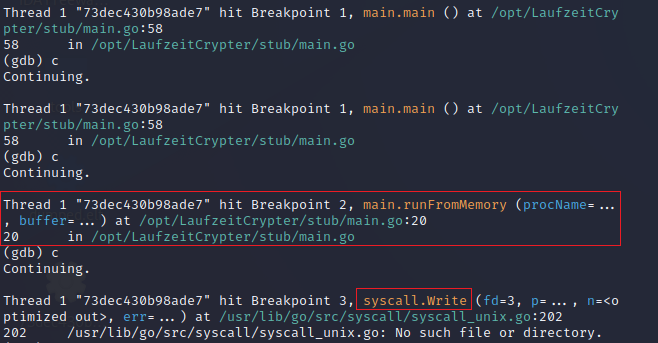 Thread 1 "73dec430b98ade7" hit Breakpoint 1, main.main () at /opt/LaufzeitCry
pter/stub/main.go:58
58      in /opt/LaufzeitCrypter/stub/main.go
(gdb) c
Continuing.
Thread 1 "73dec430b98ade7" hit Breakpoint 1, main.main () at /opt/LaufzeitCry
pter/stub/main.go:58
58      in /opt/LaufzeitCrypter/stub/main.go
(gdb) c
Continuing.
Thread 1 "73dec430b98ade7" hit Breakpoint 2, main.runFromMemory (procName=...
, buffer=...) at /opt/LaufzeitCrypter/stub/main.go:20
20      in /opt/LaufzeitCrypter/stub/main.go
(gdb) c
Continuing.
Thread 1 "73dec430b98ade7" hit Breakpoint 3, syscall.Write (fd=3, p=..., n=<o
ptimized out>, err=...) at /usr/lib/go/src/syscall/syscall_unix.go:202
202     /usr/lib/go/src/syscall/syscall_unix.go: No such file or directory.